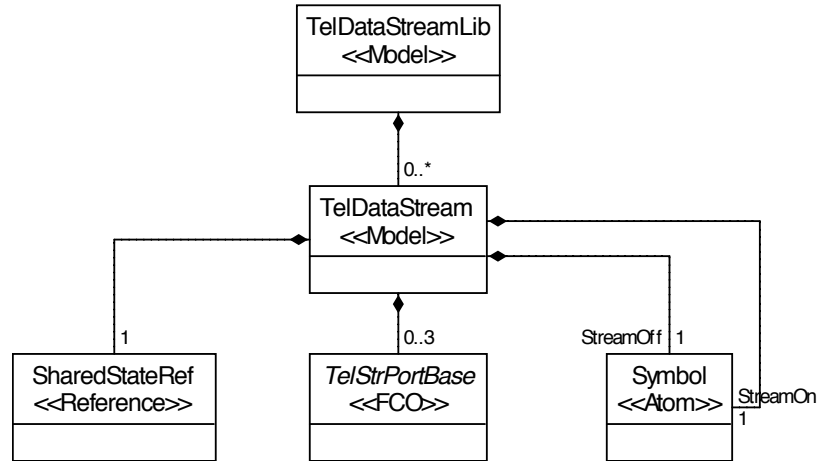 TelDataStreamLib
<<Model>>
0..*
TelDataStream
<<Model>>
1
0..3
StreamOff 1
SharedStateRef
<<Reference>>
TelStrPortBase
<<FCO>>
Symbol
<<Atom>>
StreamOn
1